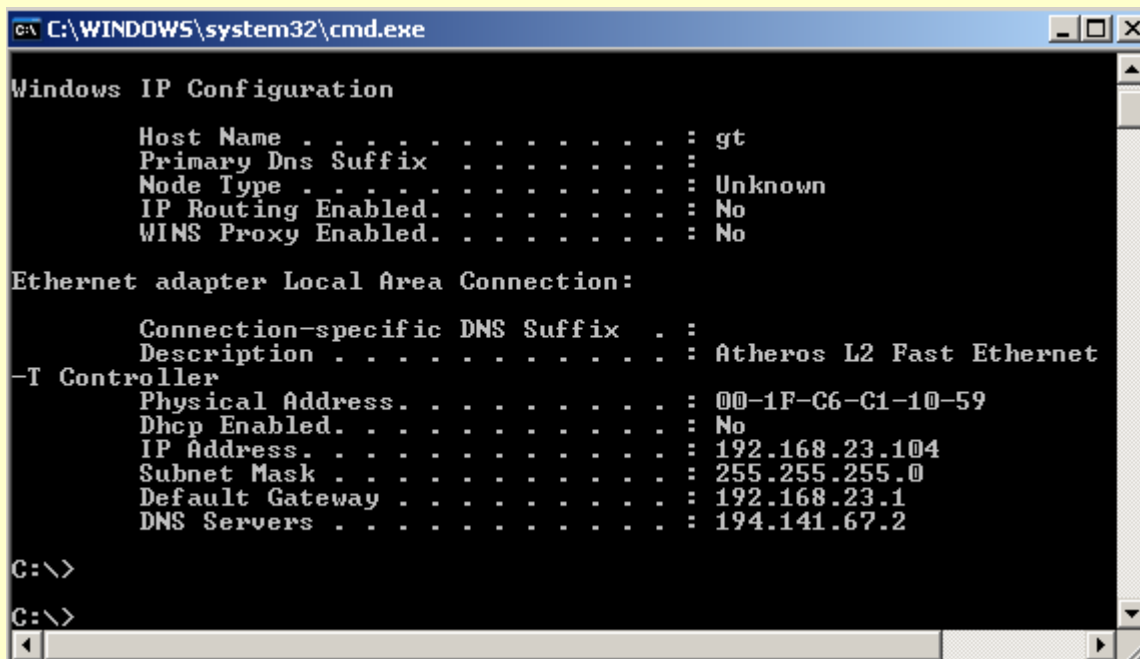 C:\WINDOWS\system32\cmd.exe
Windows IP Configuration
Host Name . . . . . . . . . . . . : gt
Primary Dns Suffix . . . . . . . :
Node Type . . . . . . . . . . . . : Unknown
IP Routing Enabled. . . . . . . . : No
WINS Proxy Enabled. . . . . . . . : No
Ethernet adapter Local Area Connection:
Connection-specific DNS Suffix . :
Description . . . . . . . . . . . : Atheros L2 Fast Ethernet
-T Controller
Physical Address. . . . . . . . . : 00-1F-C6-C1-10-59
Dhcp Enabled. . . . . . . . . . . : No
IP Address. . . . . . . . . . . . : 192.168.23.104
Subnet Mask . . . . . . . . . . . : 255.255.255.0
Default Gateway . . . . . . . . . : 192.168.23.1
DNS Servers . . . . . . . . . . . : 194.141.67.2
C:\>
C:\>